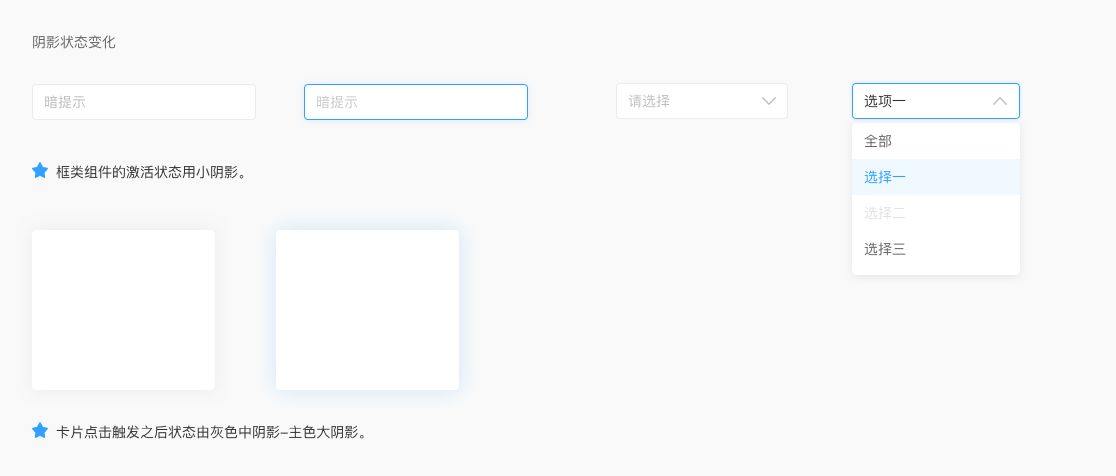 阴影状态变化
暗提示
暗提示
请选择
选项一
全部
选择一
选择二
选择三
框类组件的激活状态用小阴影。
卡片点击触发之后状态由灰色中阴影–主色大阴影。